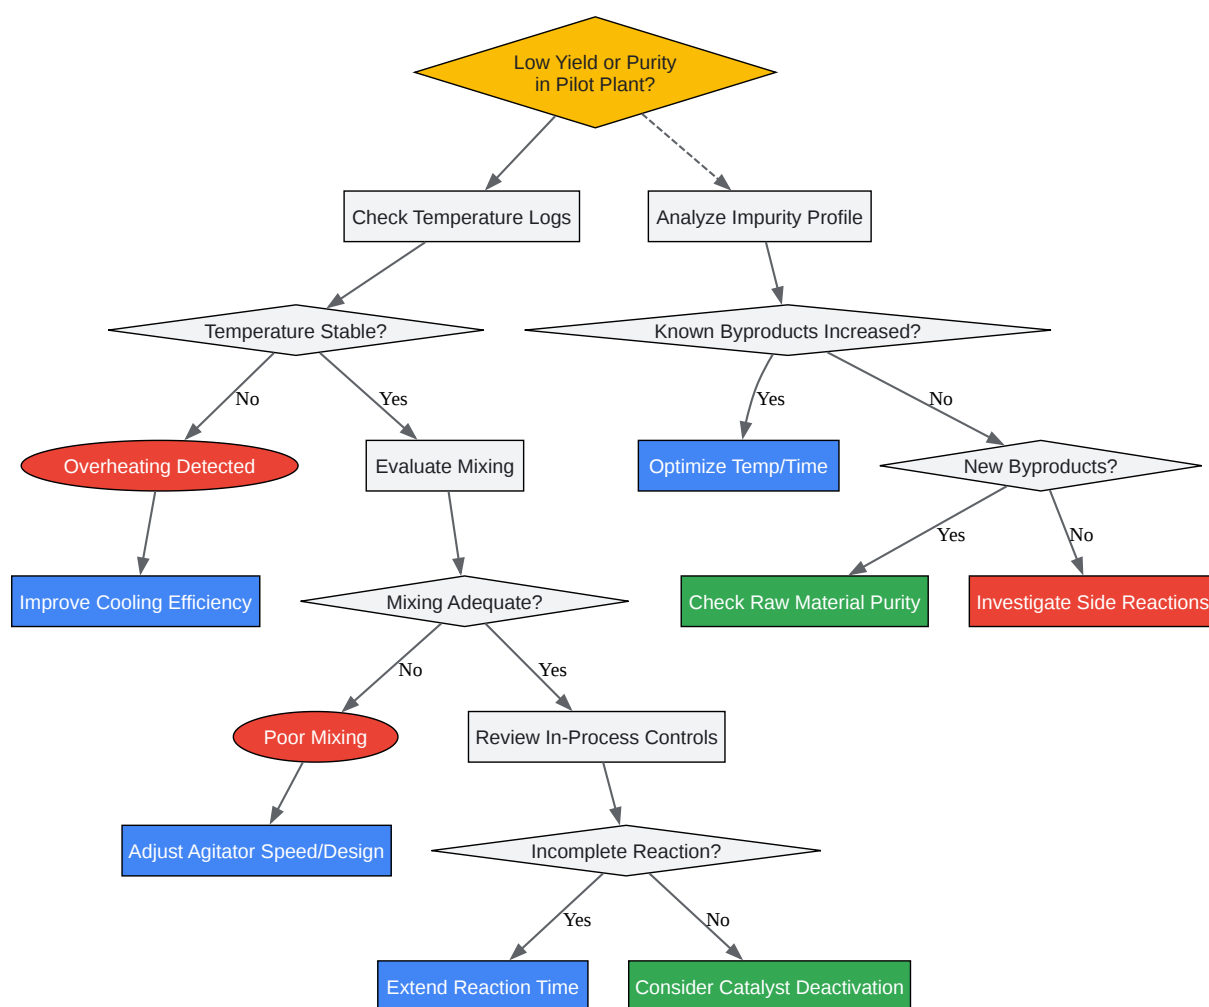 Low Yield or Purity
in Pilot Plant?
Check Temperature Logs
Analyze Impurity Profile
Temperature Stable?
Known Byproducts Increased?
No
Yes
Yes
No
Overheating Detected
Evaluate Mixing
Optimize Temp/Time
New Byproducts?
Yes
No
Improve Cooling Efficiency
Mixing Adequate?
Check Raw Material Purity
Investigate Side Reactions
No
Yes
Poor Mixing
Review In-Process Controls
Adjust Agitator Speed/Design
Incomplete Reaction?
Yes
No
Extend Reaction Time
Consider Catalyst Deactivation